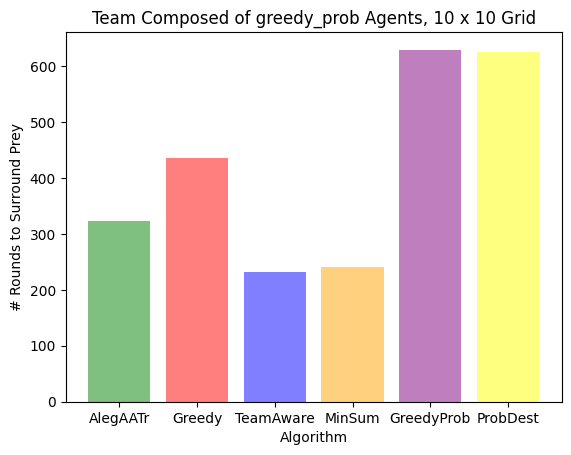 Team Composed of greedy_prob Agents, 10 x 10 Grid
# Rounds to Surround Prey
600
500
400
300
200
100
0
AlegAATr Greedy TeamAware MinSum GreedyProb ProbDest
Algorithm